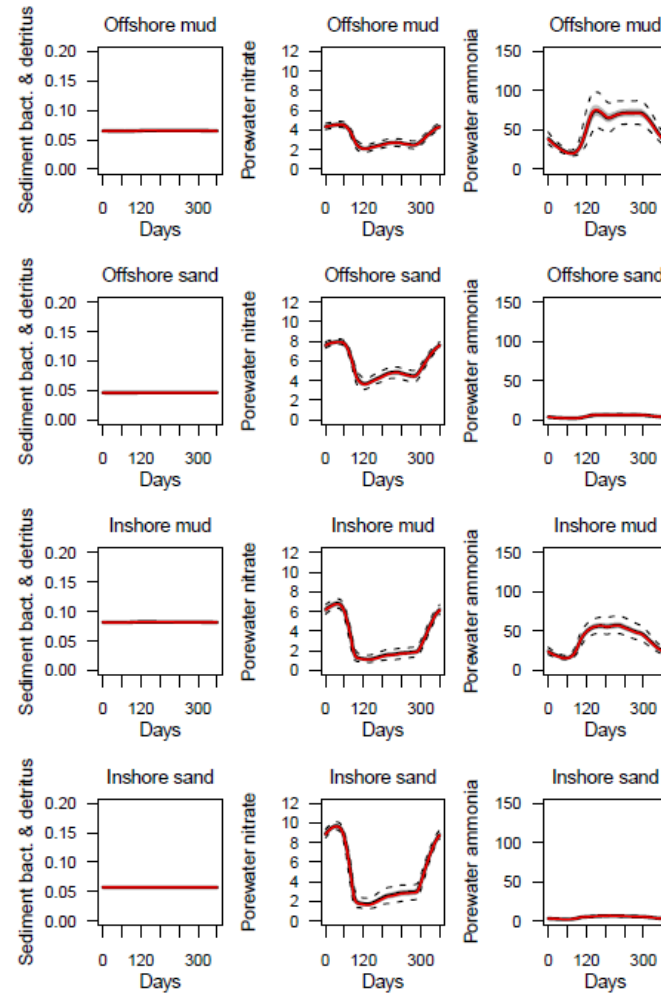 Offshore mud Offshore mud Offshore mud
Sediment bact. & detritus
0.20
0.15
0.10
0.05
0.00
0 120 300
Days
Porewater nitrate
12
10
8
6
4
2
0
0 120 300
Days
Porewater ammonia
150
100
50
0
0 120 300
Days
Offshore sand Offshore sand Offshore sand
Sediment bact. & detritus
0.20
0.15
0.10
0.05
0.00
0 120 300
Days
Porewater nitrate
12
10
8
6
4
2
0
0 120 300
Days
Porewater ammonia
150
100
50
0
0 120 300
Days
Inshore mud Inshore mud Inshore mud
Sediment bact. & detritus
0.20
0.15
0.10
0.05
0.00
0 120 300
Days
Porewater nitrate
12
10
8
6
4
2
0
0 120 300
Days
Porewater ammonia
150
100
50
0
0 120 300
Days
Inshore sand Inshore sand Inshore sand
Sediment bact. & detritus
0.20
0.15
0.10
0.05
0.00
0 120 300
Days
Porewater nitrate
12
10
8
6
4
2
0
0 120 300
Days
Porewater ammonia
150
100
50
0
0 120 300
Days